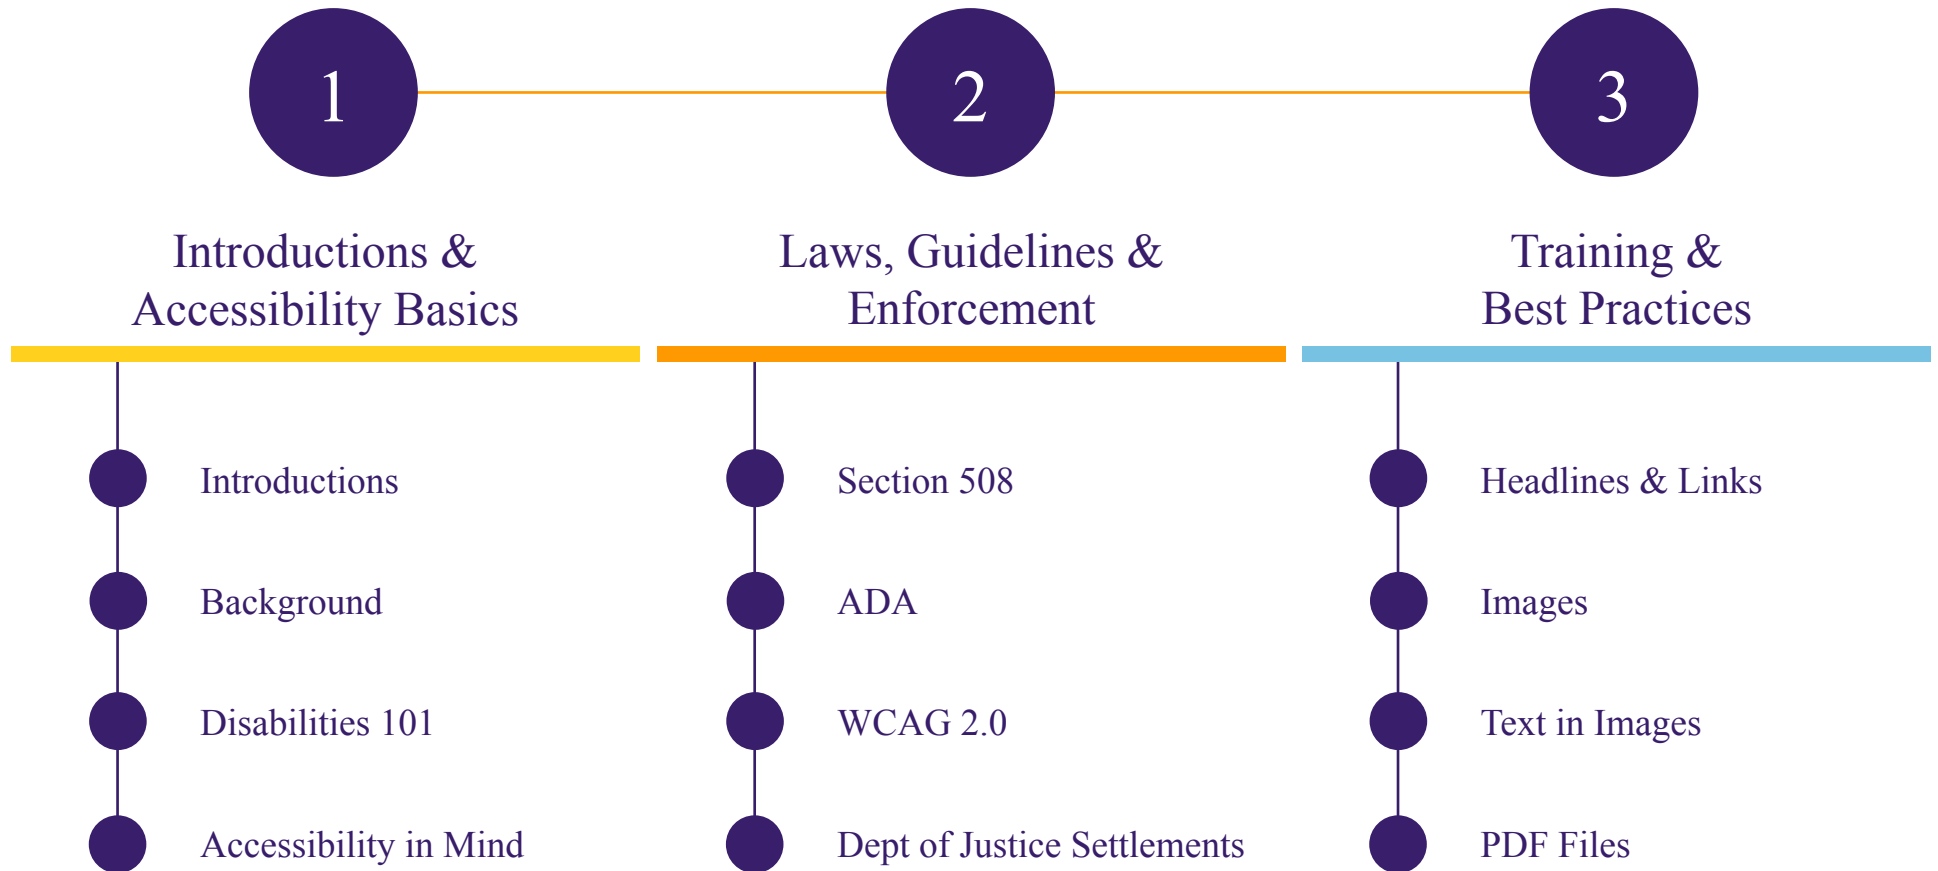 1
Introductions &
Accessibility Basics
Introductions
Background
Disabilities 101
Accessibility in Mind
2
Laws, Guidelines &
Enforcement
Section 508
ADA
WCAG 2.0
Dept of Justice Settlements
3
Training &
Best Practices
Headlines & Links
Images
Text in Images
PDF Files